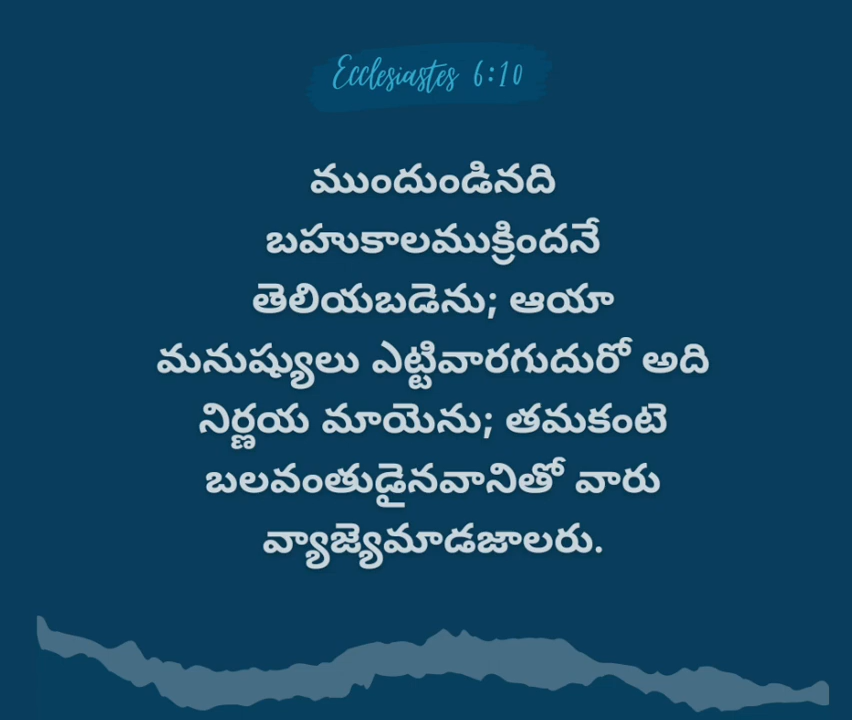 Ecclesiastes 6:10
ముందుండినది
బహుకాలముక్రిందనే
తెలియబడెను; ఆయా
మనుష్యులు ఎట్టివారగుదురో అది
నిర్ణయ మాయెను; తమకంటె
బలవంతుడైనవానితో వారు
వ్యాజ్యెమాడజాలరు.